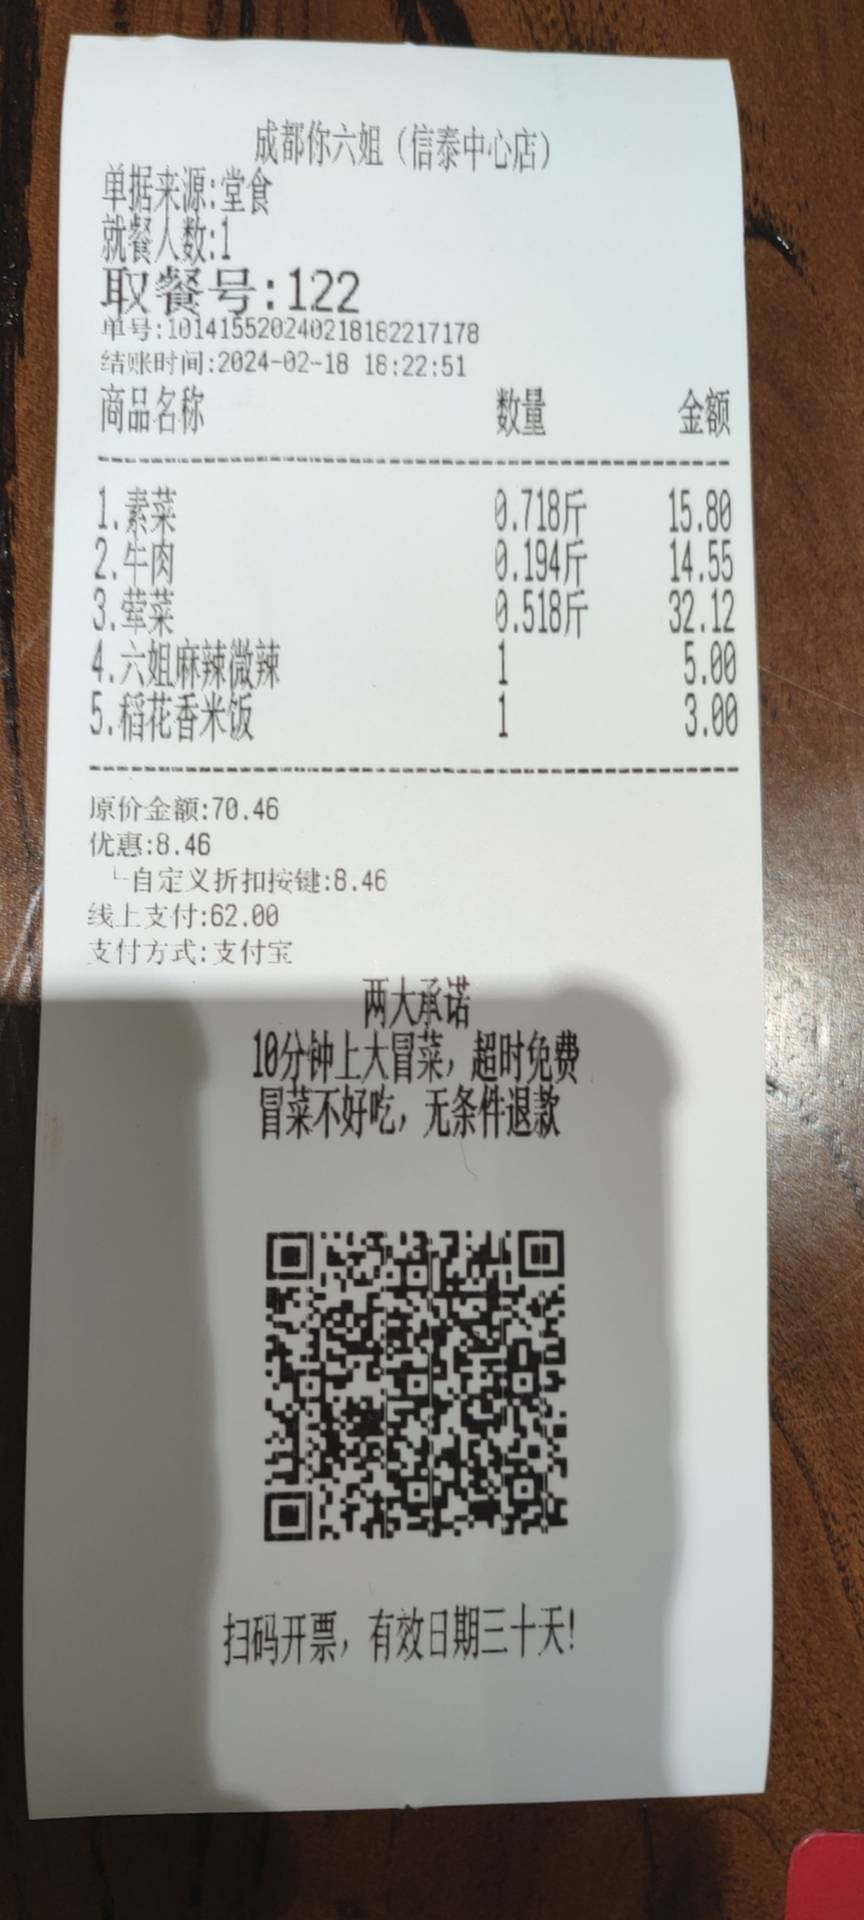 成都你六姐（信泰中心店）
单据来源:堂食
就餐人数:1
取餐号:122
单号:101415520240218182217178
结账时间:2024-02-18 18:22:51
商品名称 数量 金额
1.素菜 0.718斤 15.80
2.牛肉 0.194斤 14.55
3.荤菜 0.518斤 32.12
4.六姐麻辣微辣 1 5.00
5.稻花香米饭 1 3.00
原价金额:70.46
优惠:8.46
└自定义折扣按键:8.46
线上支付:62.00
支付方式:支付宝
两大承诺
10分钟上大冒菜，超时免费
冒菜不好吃，无条件退款
扫码开票，有效日期三十天!